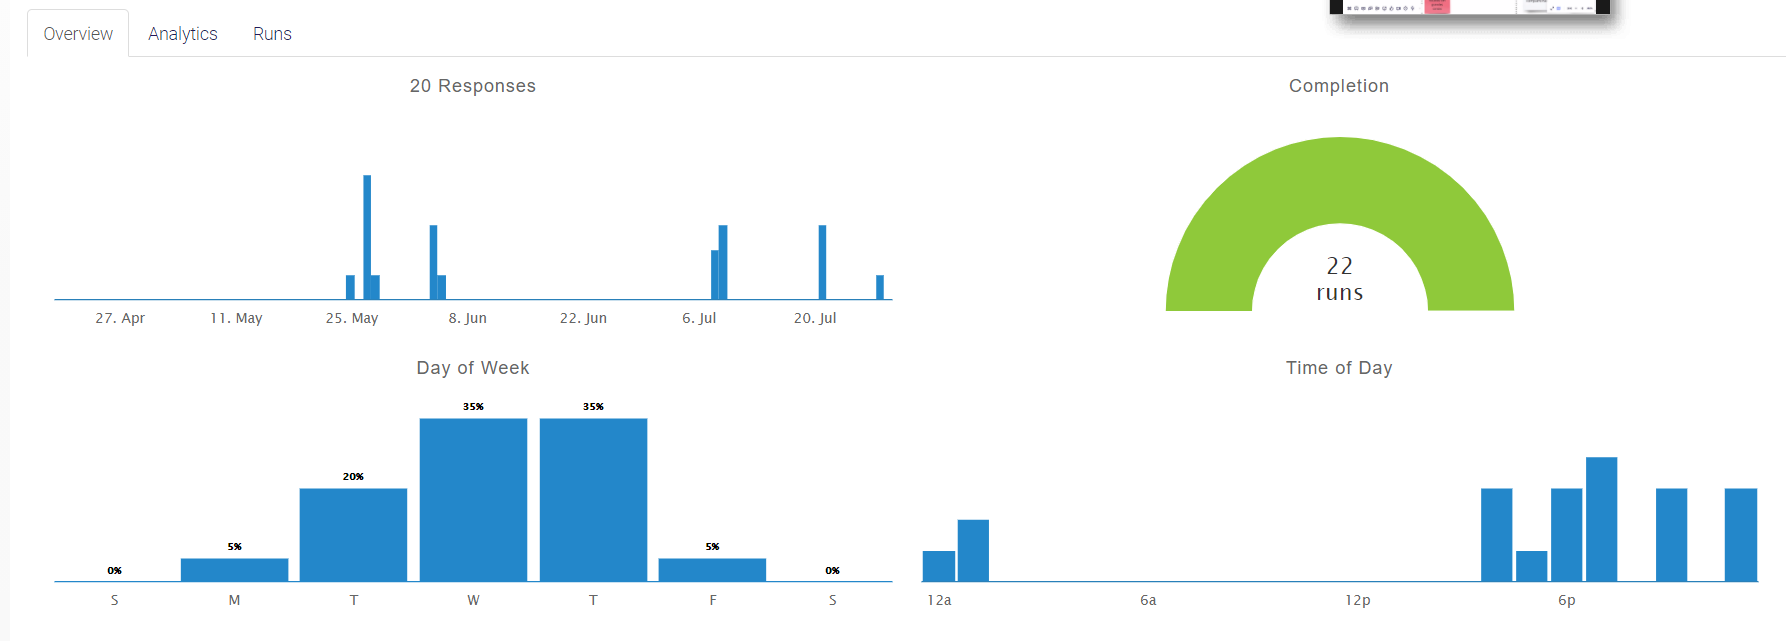 Overview Analytics Runs
20 Responses
27. Apr 11. May 25. May 8. Jun 22. Jun 6. Jul 20. Jul
Completion
22
runs
Day of Week
0% 5% 20% 35% 35% 5% 0%
S M T W T F S
Time of Day
12a 6a 12p 6p